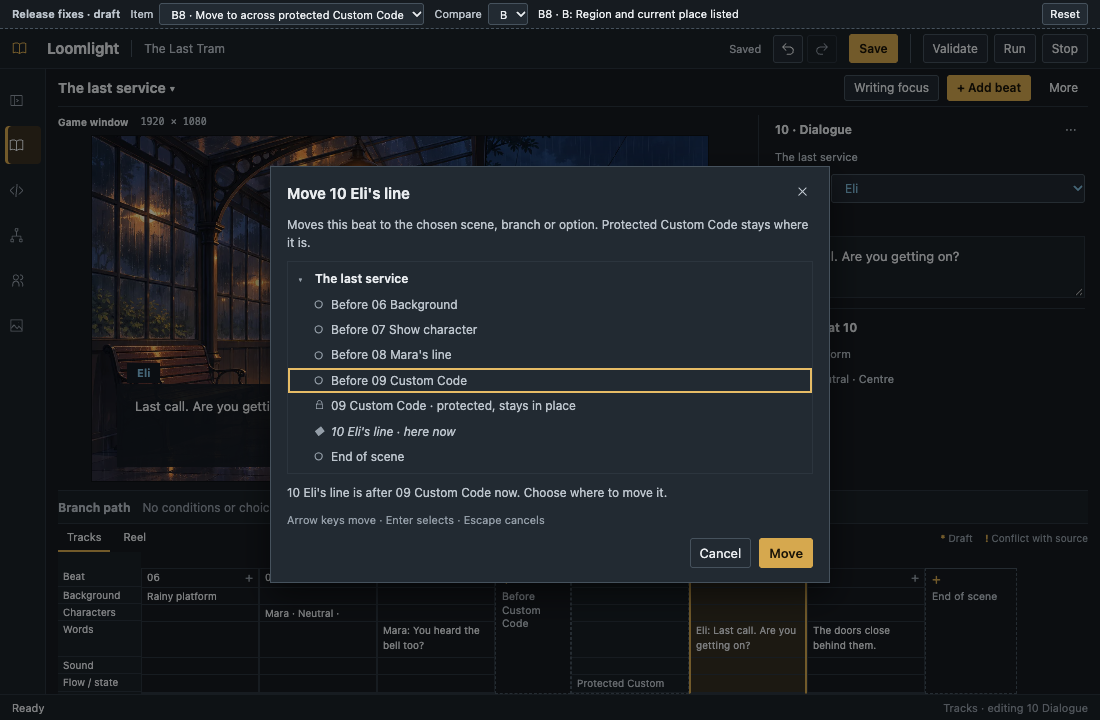 Release fixes · draft Item B8 · Move to across protected Custom Code Compare B B8 · B: Region and current place listed Reset
Loomlight The Last Tram Saved Save Validate Run Stop
The last service Writing focus + Add beat More
Game window 1920 × 1080
10 · Dialogue
The last service
Eli
l. Are you getting on?
at 10
orm
tral · Centre
Eli
Last call. Are you getti
Move 10 Eli's line
Moves this beat to the chosen scene, branch or option. Protected Custom Code stays where
it is.
The last service
Before 06 Background
Before 07 Show character
Before 08 Mara's line
Before 09 Custom Code
09 Custom Code · protected, stays in place
10 Eli's line · here now
End of scene
10 Eli's line is after 09 Custom Code now. Choose where to move it.
Arrow keys move · Enter selects · Escape cancels
Cancel Move
Branch path No conditions or choic
Tracks Reel * Draft ! Conflict with source
Beat 06 + 0 + +
Background Rainy platform Before Custom Code End of scene
Characters Mara · Neutral ·
Words Mara: You heard the bell too? Eli: Last call. Are you getting on? The doors close behind them.
Sound
Flow / state Protected Custom
Ready Tracks · editing 10 Dialogue